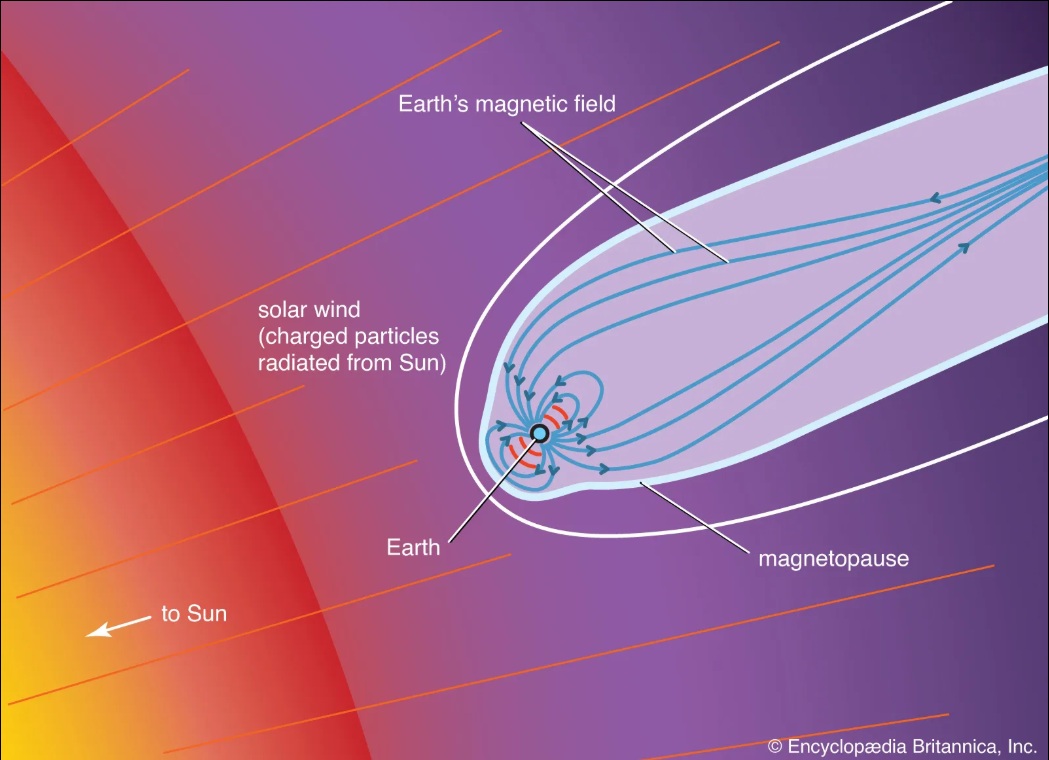 Earth's magnetic field
solar wind
(charged particles
radiated from Sun)
Earth
magnetopause
to Sun
© Encyclopædia Britannica, Inc.